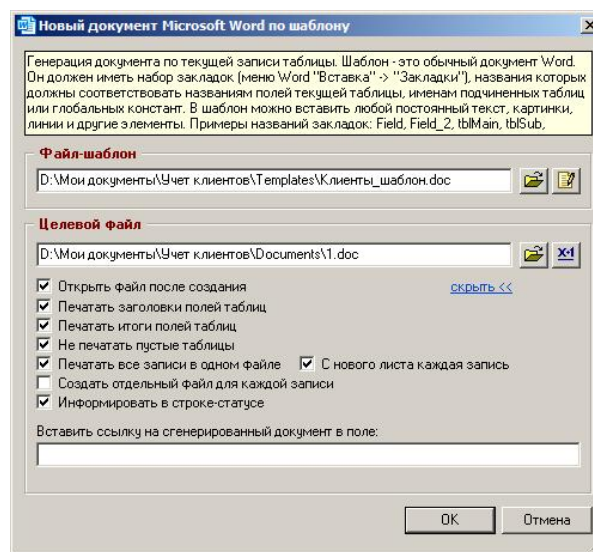 Новый документ Microsoft Word по шаблону
Генерация документа по текущей записи таблицы. Шаблон - это обычный документ Word.
Он должен иметь набор закладок (меню Word "Вставка" -> "Закладки"), названия которых
должны соответствовать названиям полей текущей таблицы, именам подчиненных таблиц
или глобальных констант. В шаблон можно вставить любой постоянный текст, картинки,
линии и другие элементы. Примеры названий закладок: Field, Field_2, tblMain, tblSub,
Файл-шаблон
D:\Мои документы\Учет клиентов\Templates\Клиенты_шаблон.doc
Целевой файл
D:\Мои документы\Учет клиентов\Documents\1.doc
X-1
Открыть файл после создания скрыть <<
Печатать заголовки полей таблиц
Печатать итоги полей таблиц
Не печатать пустые таблицы
Печатать все записи в одном файле С нового листа каждая запись
Создать отдельный файл для каждой записи
Информировать в строке-статусе
Вставить ссылку на сгенерированный документ в поле:
OK Отмена